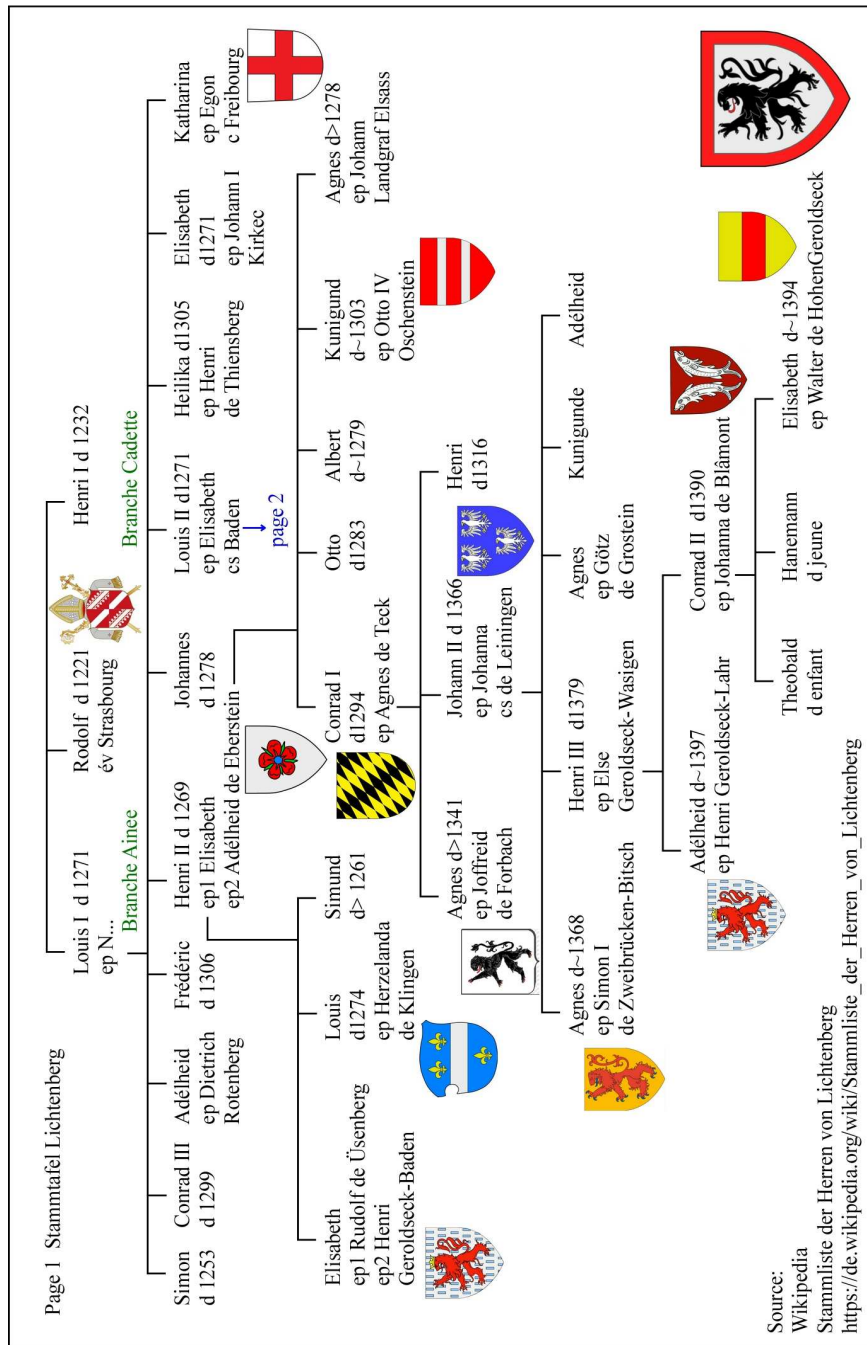 Page 1  Stammtafel Lichtenberg
Louis I  d 1271
ep N...
Rodolf  d 1221
év Strasbourg
Henri I d 1232
Branche Ainee
Branche Cadette
Simon
d 1253
Conrad III
d 1299
Adélheid
ep Dietrich
Rotenberg
Frédéric
d 1306
Henri II d 1269
ep1 Elisabeth
ep2 Adélheid de Eberstein
Johannes
d 1278
Louis II d1271
ep Elisabeth
cs Baden
page 2
Heilika d1305
ep Henri
de Thiensberg
Elisabeth
d1271
ep Johann I
Kirkec
Katharina
ep Egon
c Freibourg
Elisabeth
ep1 Rudolf de Üsenberg
ep2 Henri
Geroldseck-Baden
Louis
d1274
ep Herzelanda
de Klingen
Simund
d> 1261
Conrad I
d1294
ep Agnes de Teck
Otto
d1283
Albert
d~1279
Kunigund
d~1303
ep Otto IV
Oschenstein
Agnes d>1278
ep Johann
Landgraf Elsass
Agnes d>1341
ep Joffreid
de Forbach
Johann II d 1366
ep Johanna
cs de Leiningen
Henri
d1316
Agnes d~1368
ep Simon I
de Zweibrücken-Bitsch
Henri III  d1379
ep Else
Geroldseck-Wasigen
Agnes
ep Götz
de Grostein
Kunigunde
Adélheid
Adélheid d~1397
ep Henri Geroldseck-Lahr
Conrad II  d1390
ep Johanna de Blâmont
Theobald
d enfant
Hanemann
d jeune
Elisabeth  d~1394
ep Walter de HohenGeroldseck
Source:
Wikipedia
Stammliste der Herren von Lichtenberg
https://de.wikipedia.org/wiki/Stammliste_der_Herren_von_Lichtenberg